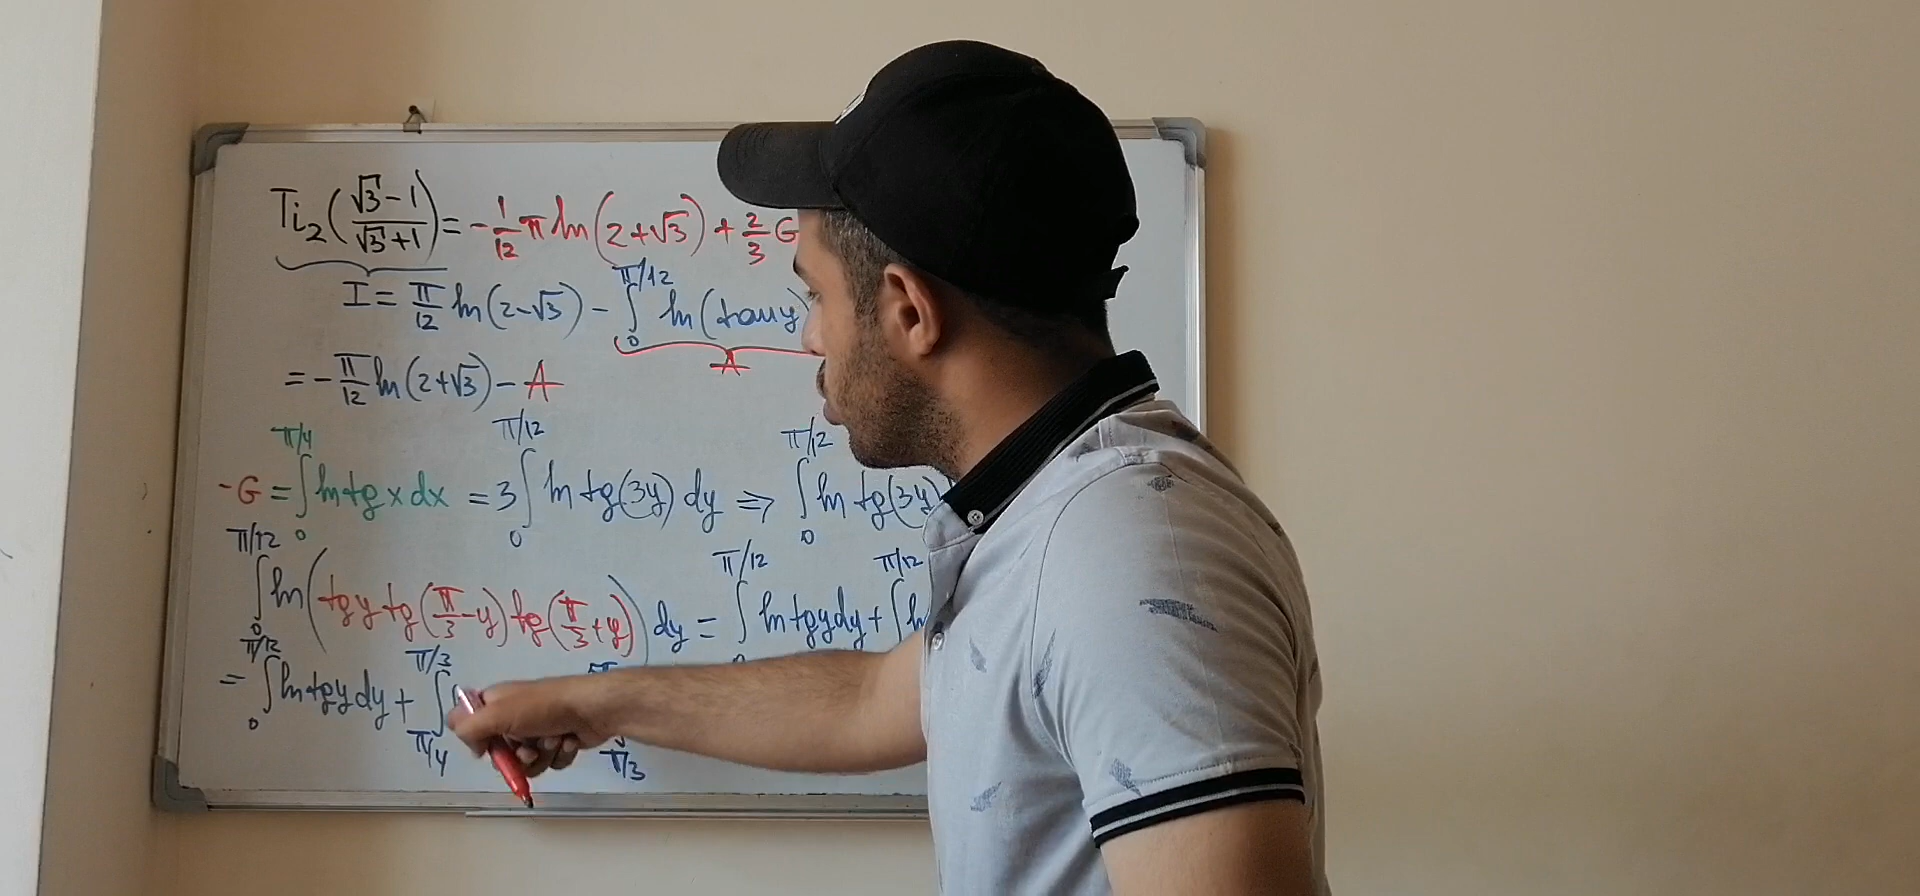 Ti₂(√3-1/√3+1) = -1/12 π ln(2+√3) + 2/3 G
I = π/12 ln(2-√3) - ∫₀^π/12 ln(tan y)
A
= -π/12 ln(2+√3) - A
-G = ∫₀^π/4 ln tg x dx = 3 ∫₀^π/12 ln tg(3y) dy ⇒ ∫₀^π/12 ln tg(3y)
∫₀^π/12 ln(tg y tg(π/3-y) tg(π/3+y)) dy = ∫₀^π/12 ln tg y dy + ∫^π/12 ln
= ∫₀^π/12 ln tg y dy + ∫_π/4^π/3 π/3